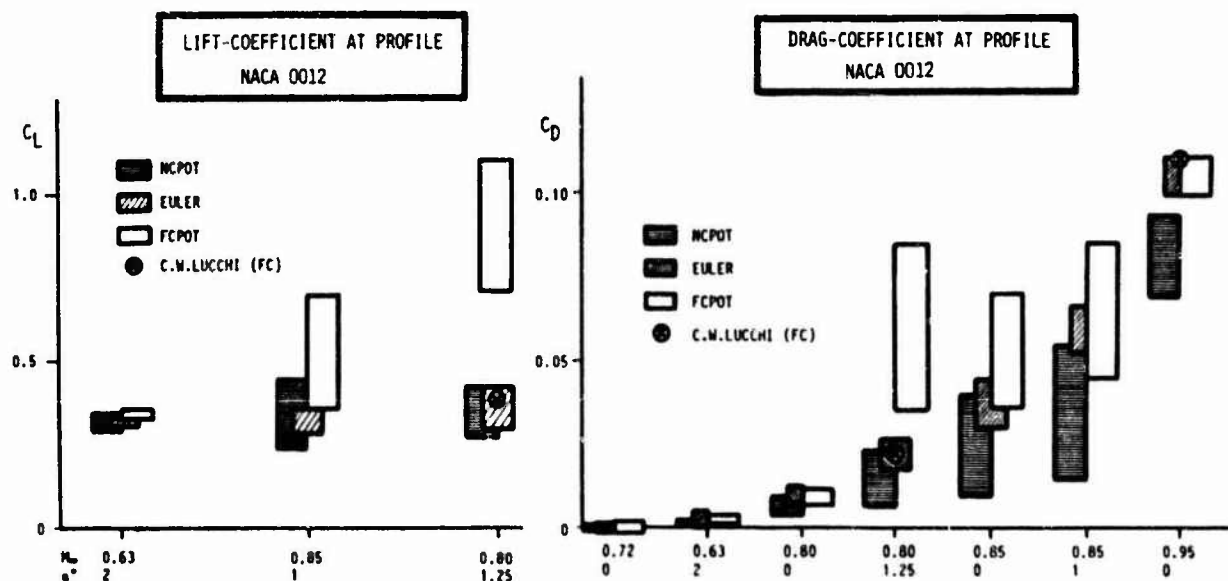 LIFT-COEFFICIENT AT PROFILE
NACA 0012
C_L
NCPOT
EULER
FCPOT
C.W.LUCCHI (FC)
1.0
0.5
0
M∞ 0.63 0.85 0.80
α° 2 1 1.25
DRAG-COEFFICIENT AT PROFILE
NACA 0012
C_D
0.10
NCPOT
EULER
FCPOT
C.W.LUCCHI (FC)
0.05
0
0.72 0.63 0.80 0.80 0.85 0.85 0.95
0 2 0 1.25 0 1 0